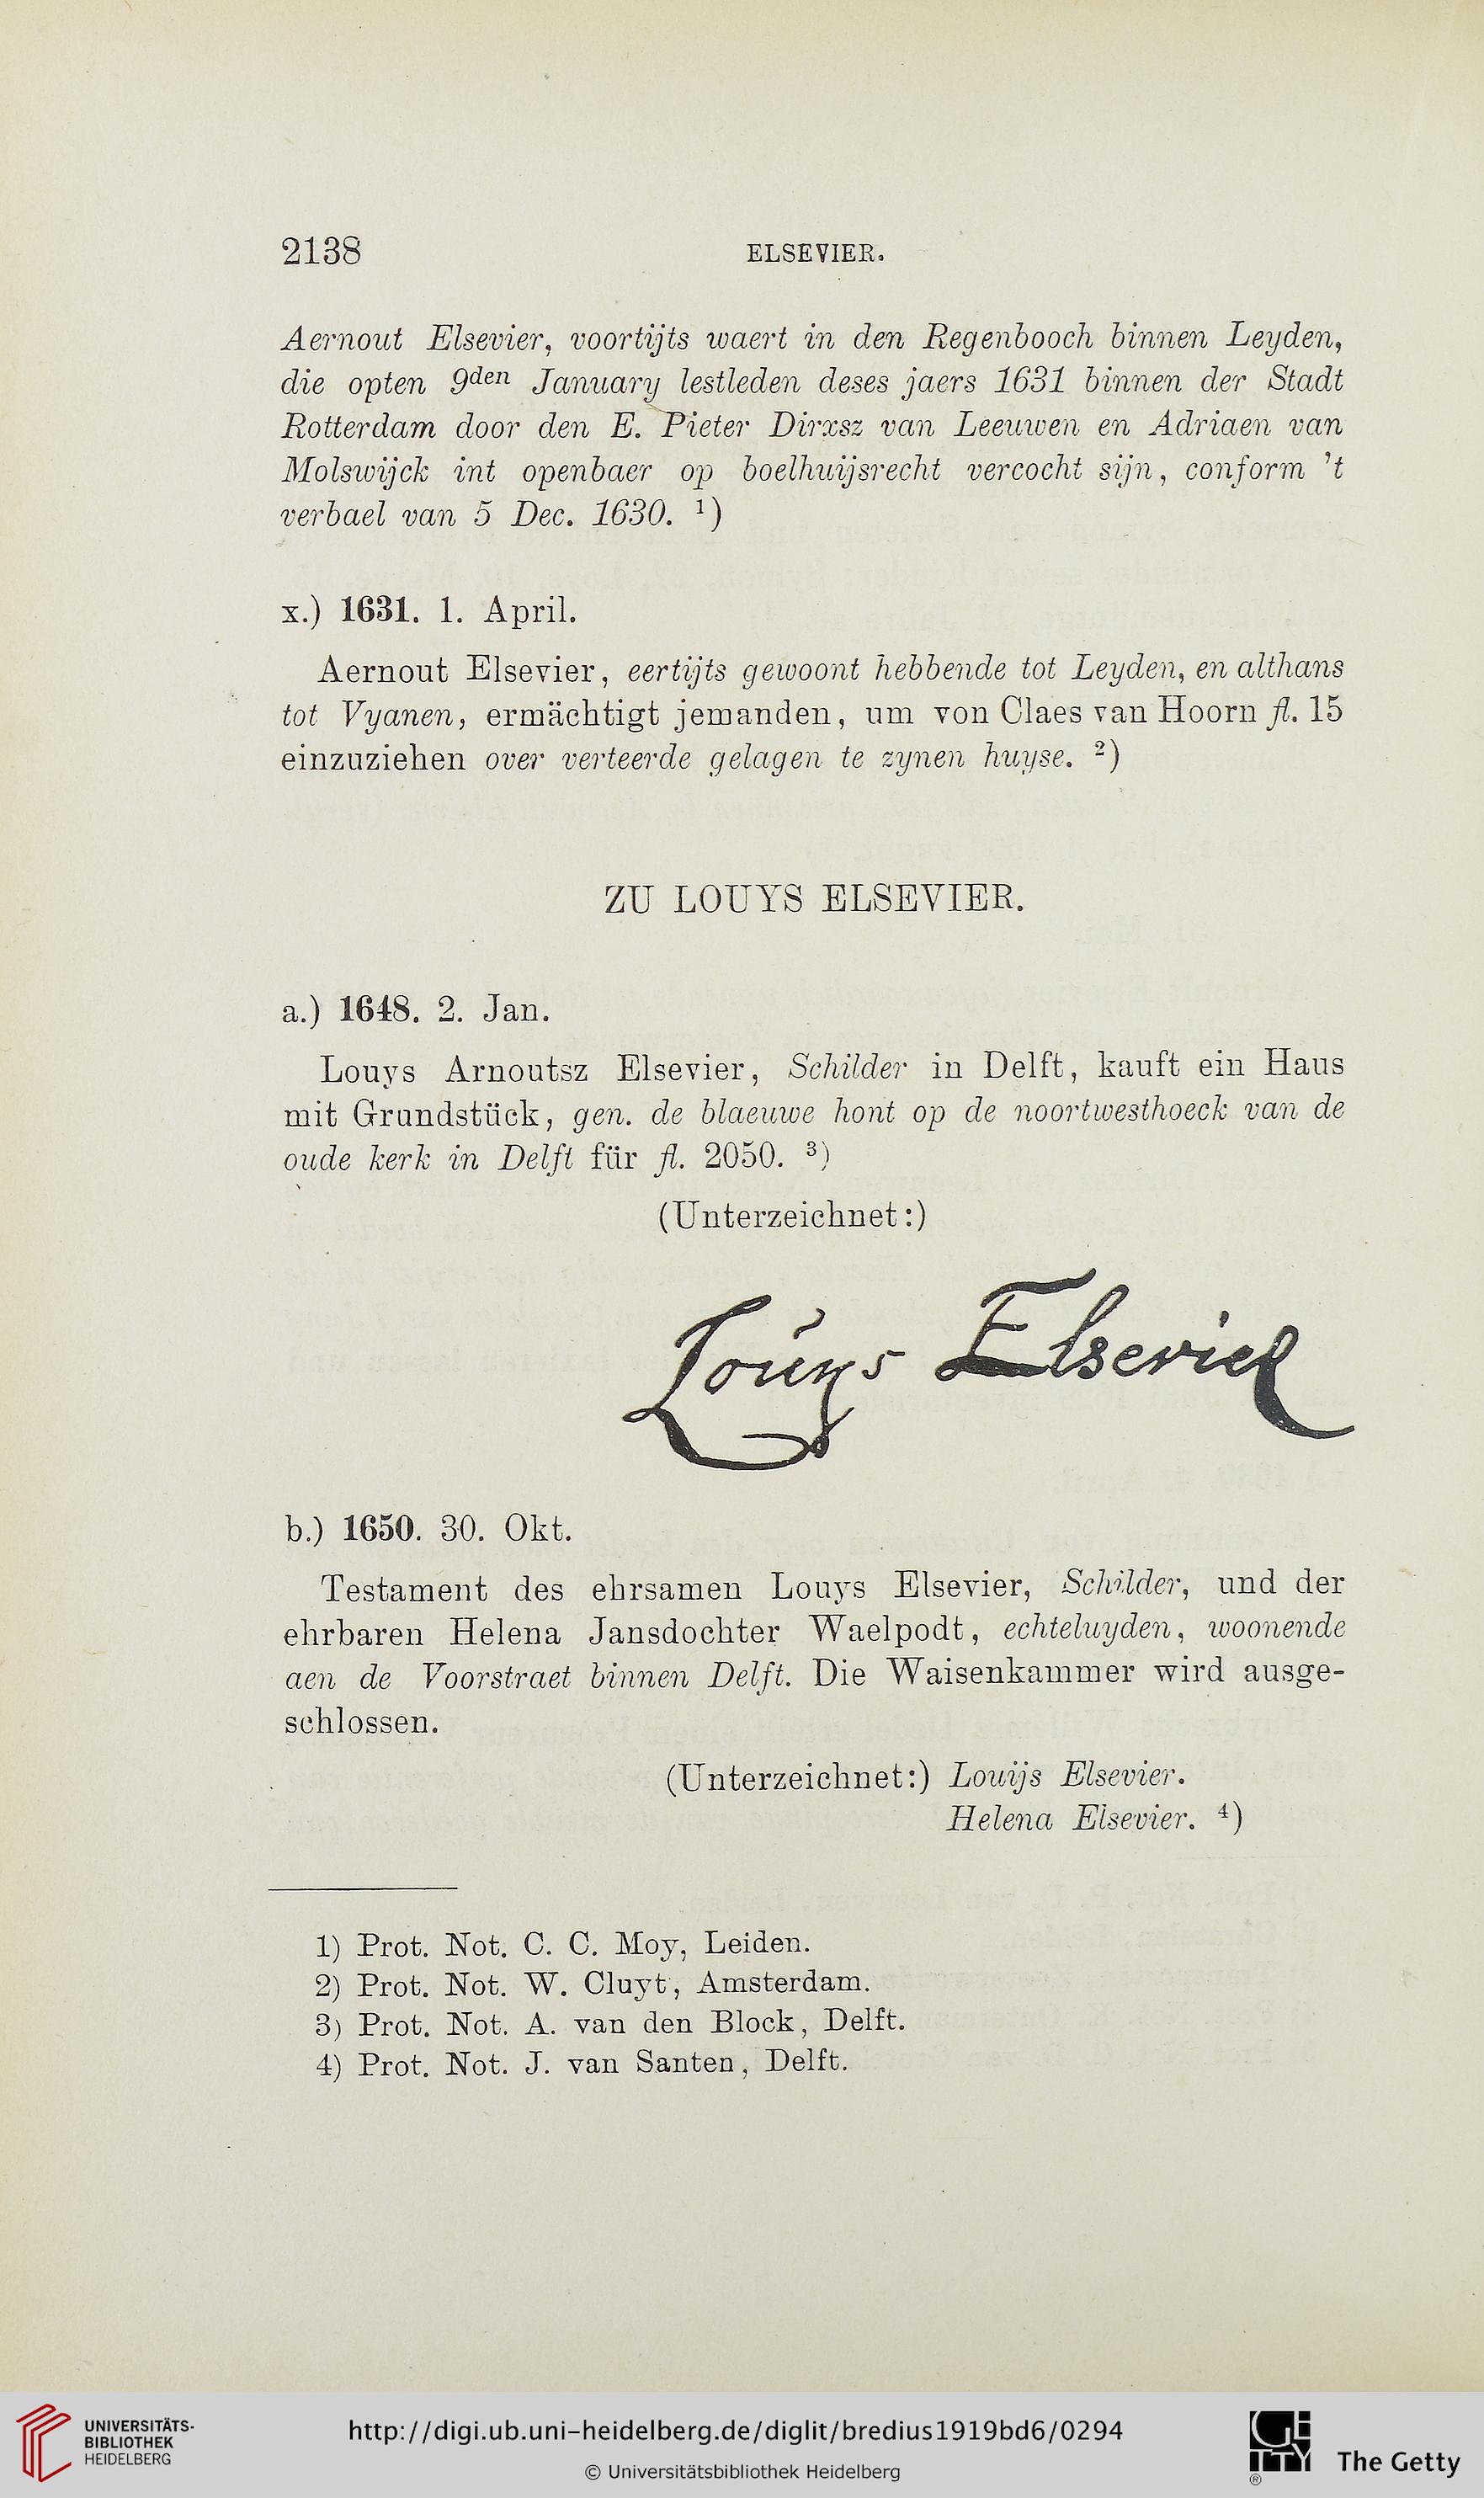 2138 ELSEVIER.
Aernout Elsevier, voortijts waert in den Regenbooch binnen Leyden,
die opten 9den January lestleden deses jaers 1631 binnen der Stadt
Rotterdam door den E. Pieter Dirxsz van Leeuwen en Adriaen van
Molswijck int openbaer op boelhuijsrecht vercocht sijn, conform 't
verbael van 5 Dec. 1630. ¹)
x.) 1631. 1. April.
Aernout Elsevier, eertijts gewoont hebbende tot Leyden, en althans
tot Vyanen, ermächtigt jemanden, um von Claes van Hoorn fl. 15
einzuziehen over verteerde gelagen te zynen huyse. ²)
ZU LOUYS ELSEVIER.
a.) 1648. 2. Jan.
Louys Arnoutsz Elsevier, Schilder in Delft, kauft ein Haus
mit Grundstück, gen. de blaeuwe hont op de noortwesthoeck van de
oude kerk in Delft für fl. 2050. ³)
(Unterzeichnet:)
Louys Elsevier
b.) 1650. 30. Okt.
Testament des ehrsamen Louys Elsevier, Schilder, und der
ehrbaren Helena Jansdochter Waelpodt, echteluyden, woonende
aen de Voorstraet binnen Delft. Die Waisenkammer wird ausge-
schlossen.
(Unterzeichnet:) Louijs Elsevier.
Helena Elsevier. ⁴)
1) Prot. Not. C. C. Moy, Leiden.
2) Prot. Not. W. Cluyt, Amsterdam.
3) Prot. Not. A. van den Block, Delft.
4) Prot. Not. J. van Santen, Delft.
UNIVERSITÄTS-
BIBLIOTHEK
HEIDELBERG
http://digi.ub.uni-heidelberg.de/diglit/bredius1919bd6/0294
© Universitätsbibliothek Heidelberg
GETTY
®
The Getty